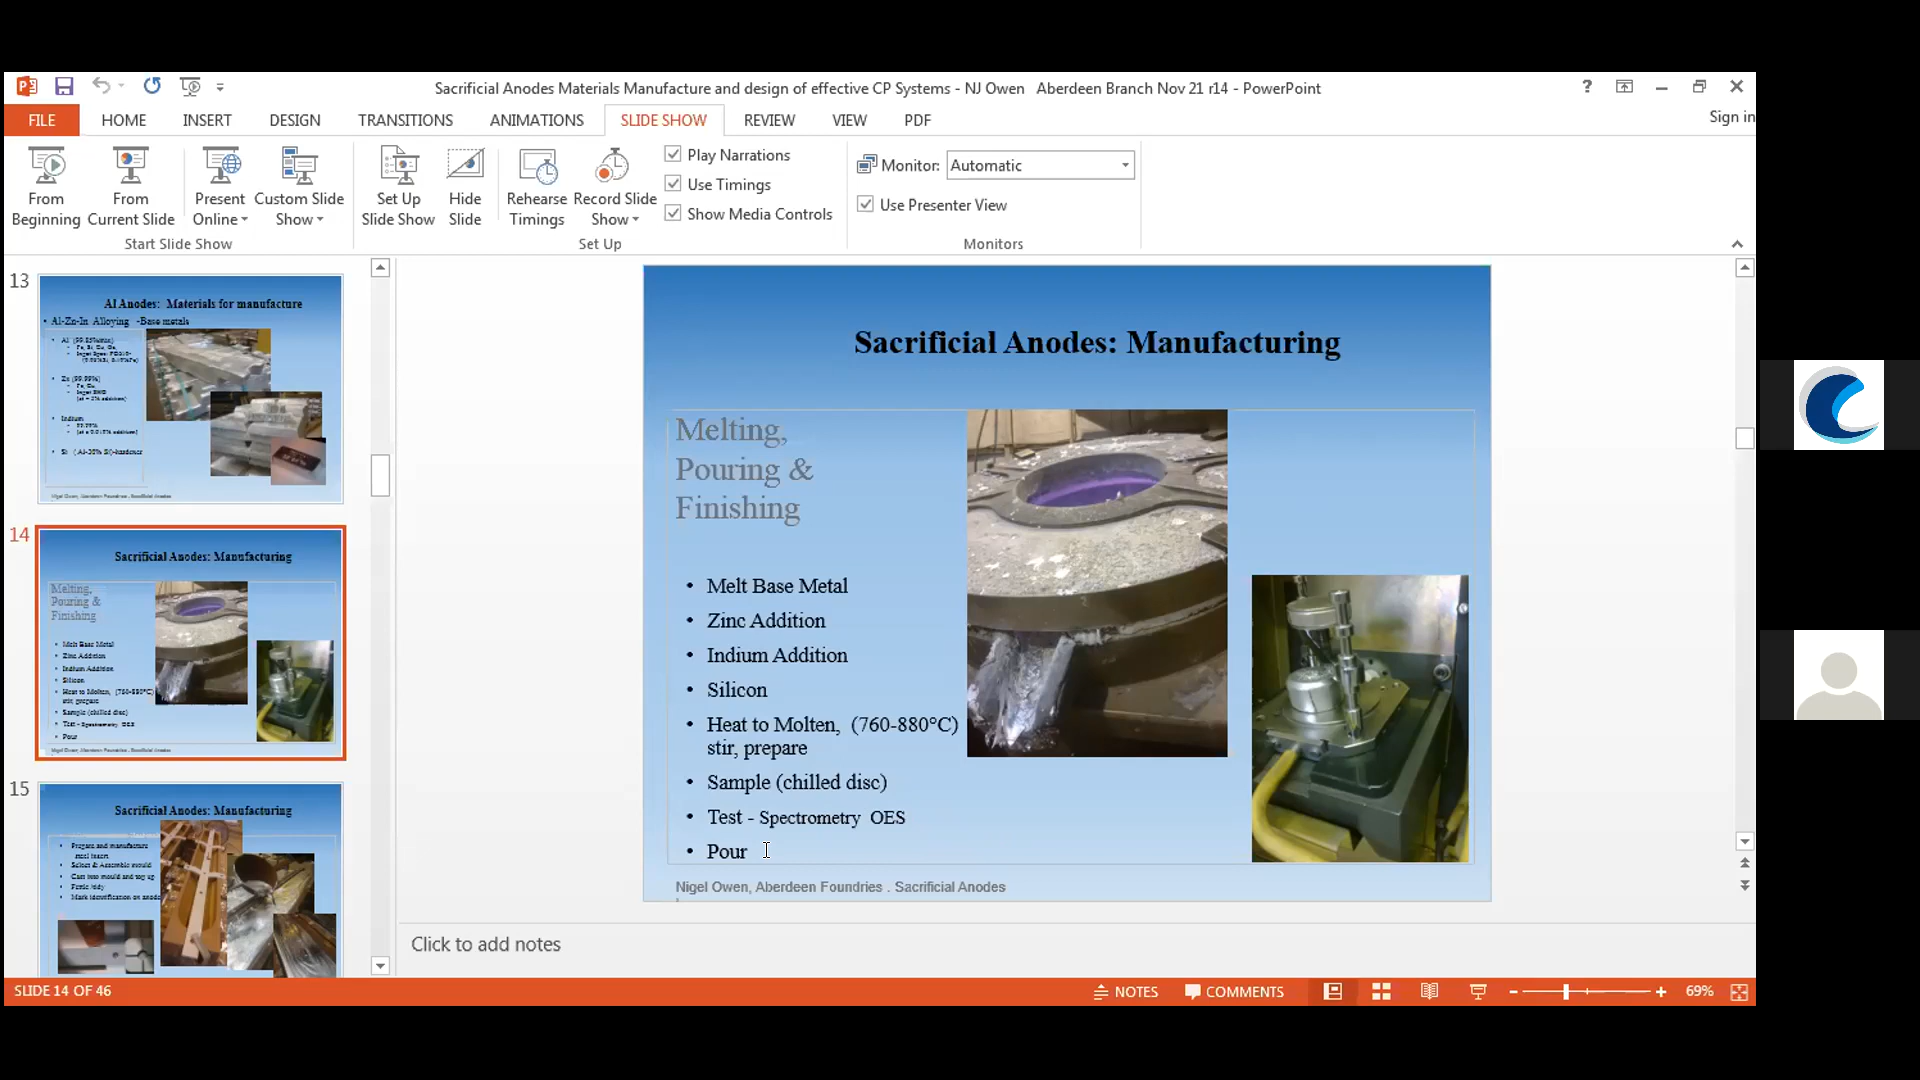 Sacrificial Anodes Materials Manufacture and design of effective CP Systems - NJ Owen   Aberdeen Branch Nov 21 r14 - PowerPoint
FILE HOME INSERT DESIGN TRANSITIONS ANIMATIONS SLIDE SHOW REVIEW VIEW PDF
Sign in
From Beginning
From Current Slide
Present Online
Custom Slide Show
Set Up Slide Show
Hide Slide
Rehearse Timings
Record Slide Show
Play Narrations
Use Timings
Show Media Controls
Monitor: Automatic
Use Presenter View
Start Slide Show
Set Up
Monitors
13
Al Anodes: Materials for manufacture
• Al-Zn-In Alloying -Base metals
Indium
14
Sacrificial Anodes: Manufacturing
Melting,
Pouring &
Finishing
• Melt Base Metal
• Zinc Addition
• Indium Addition
• Silicon
• Heat to Molten, (760-880°C)
stir, prepare
• Sample (chilled disc)
• Test - Spectrometry OES
• Pour
Nigel Owen, Aberdeen Foundries . Sacrificial Anodes
15
Sacrificial Anodes: Manufacturing
• Prepare and manufacture
steel insert
• Select & Assemble mould
• Cast into mould and top up
• Mark identification on anode
Sacrificial Anodes: Manufacturing
Melting,
Pouring &
Finishing
• Melt Base Metal
• Zinc Addition
• Indium Addition
• Silicon
• Heat to Molten,  (760-880°C)
stir, prepare
• Sample (chilled disc)
• Test - Spectrometry  OES
• Pour
Nigel Owen, Aberdeen Foundries . Sacrificial Anodes
Click to add notes
SLIDE 14 OF 46
NOTES
COMMENTS
69%